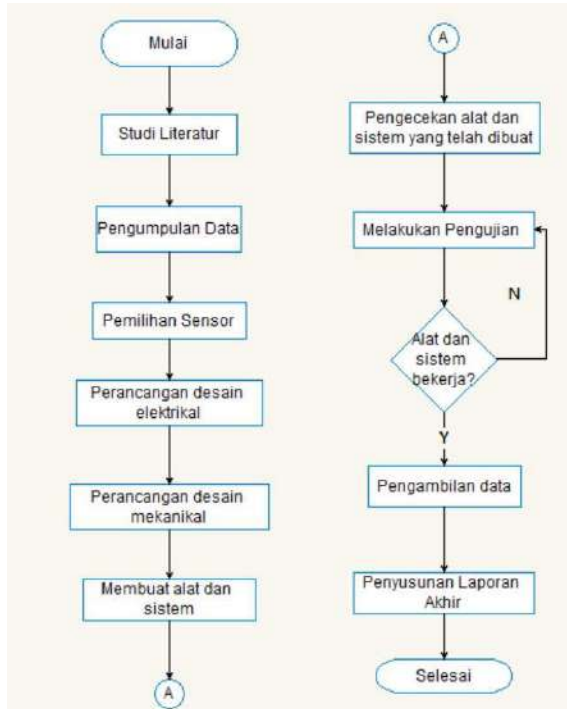 Mulai
Studi Literatur
Pengumpulan Data
Pemilihan Sensor
Perancangan desain
elektrikal
Perancangan desain
mekanikal
Membuat alat dan
sistem
A
A
Pengecekan alat dan
sistem yang telah dibuat
Melakukan Pengujian
N
Alat dan
sistem
bekerja?
Y
Pengambilan data
Penyusunan Laporan
Akhir
Selesai